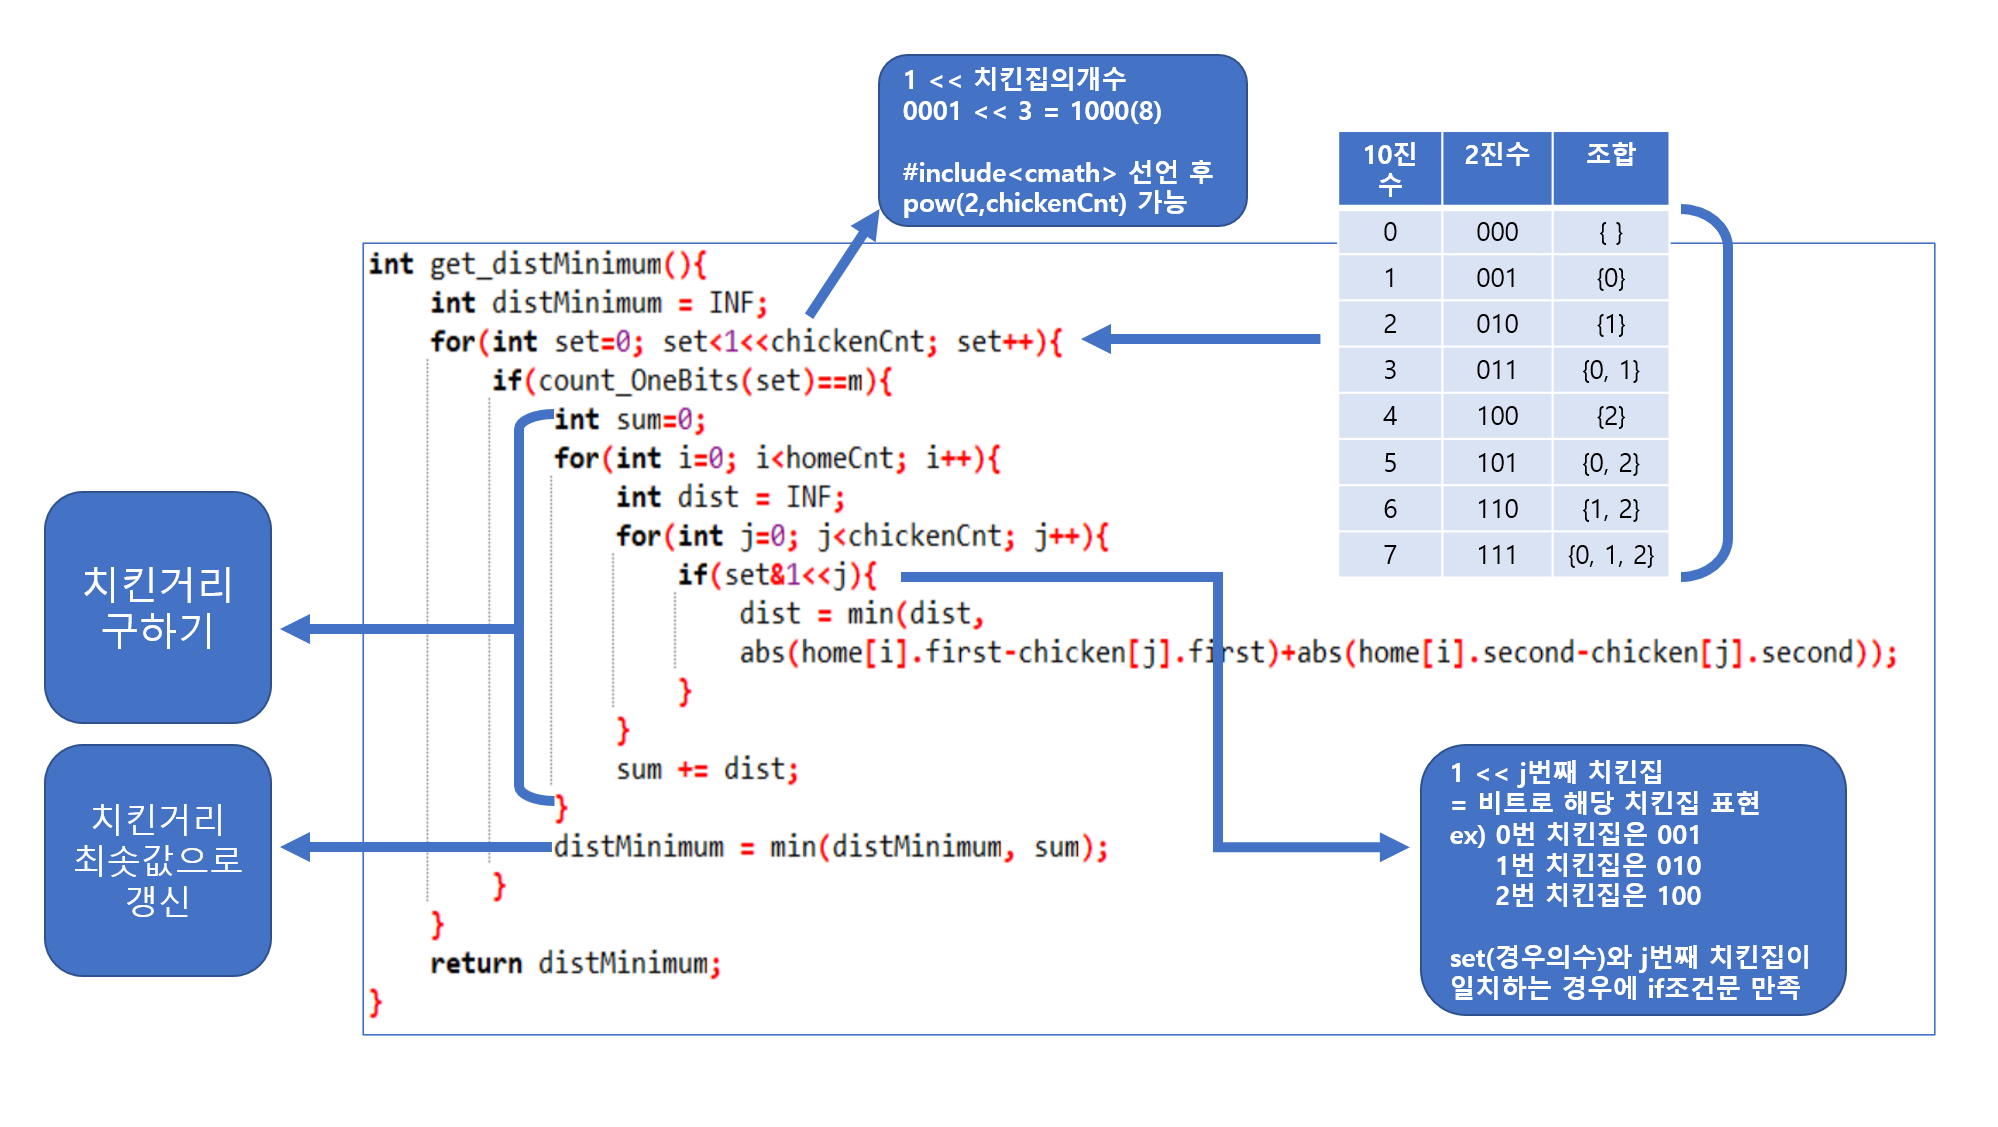 1 << 치킨집의개수
0001 << 3 = 1000(8)
#include<cmath> 선언 후
pow(2,chickenCnt) 가능
10진
수
2진수
조합
0 000 { }
1 001 {0}
2 010 {1}
3 011 {0, 1}
4 100 {2}
5 101 {0, 2}
6 110 {1, 2}
7 111 {0, 1, 2}
int get_distMinimum(){
int distMinimum = INF;
for(int set=0; set<1<<chickenCnt; set++){
if(count_OneBits(set)==m){
int sum=0;
for(int i=0; i<homeCnt; i++){
int dist = INF;
for(int j=0; j<chickenCnt; j++){
if(set&1<<j){
dist = min(dist,
abs(home[i].first-chicken[j].first)+abs(home[i].second-chicken[j].second));
}
}
sum += dist;
}
distMinimum = min(distMinimum, sum);
}
}
return distMinimum;
}
치킨거리
구하기
치킨거리
최솟값으로
갱신
1 << j번째 치킨집
= 비트로 해당 치킨집 표현
ex) 0번 치킨집은 001
1번 치킨집은 010
2번 치킨집은 100
set(경우의수)와 j번째 치킨집이
일치하는 경우에 if조건문 만족